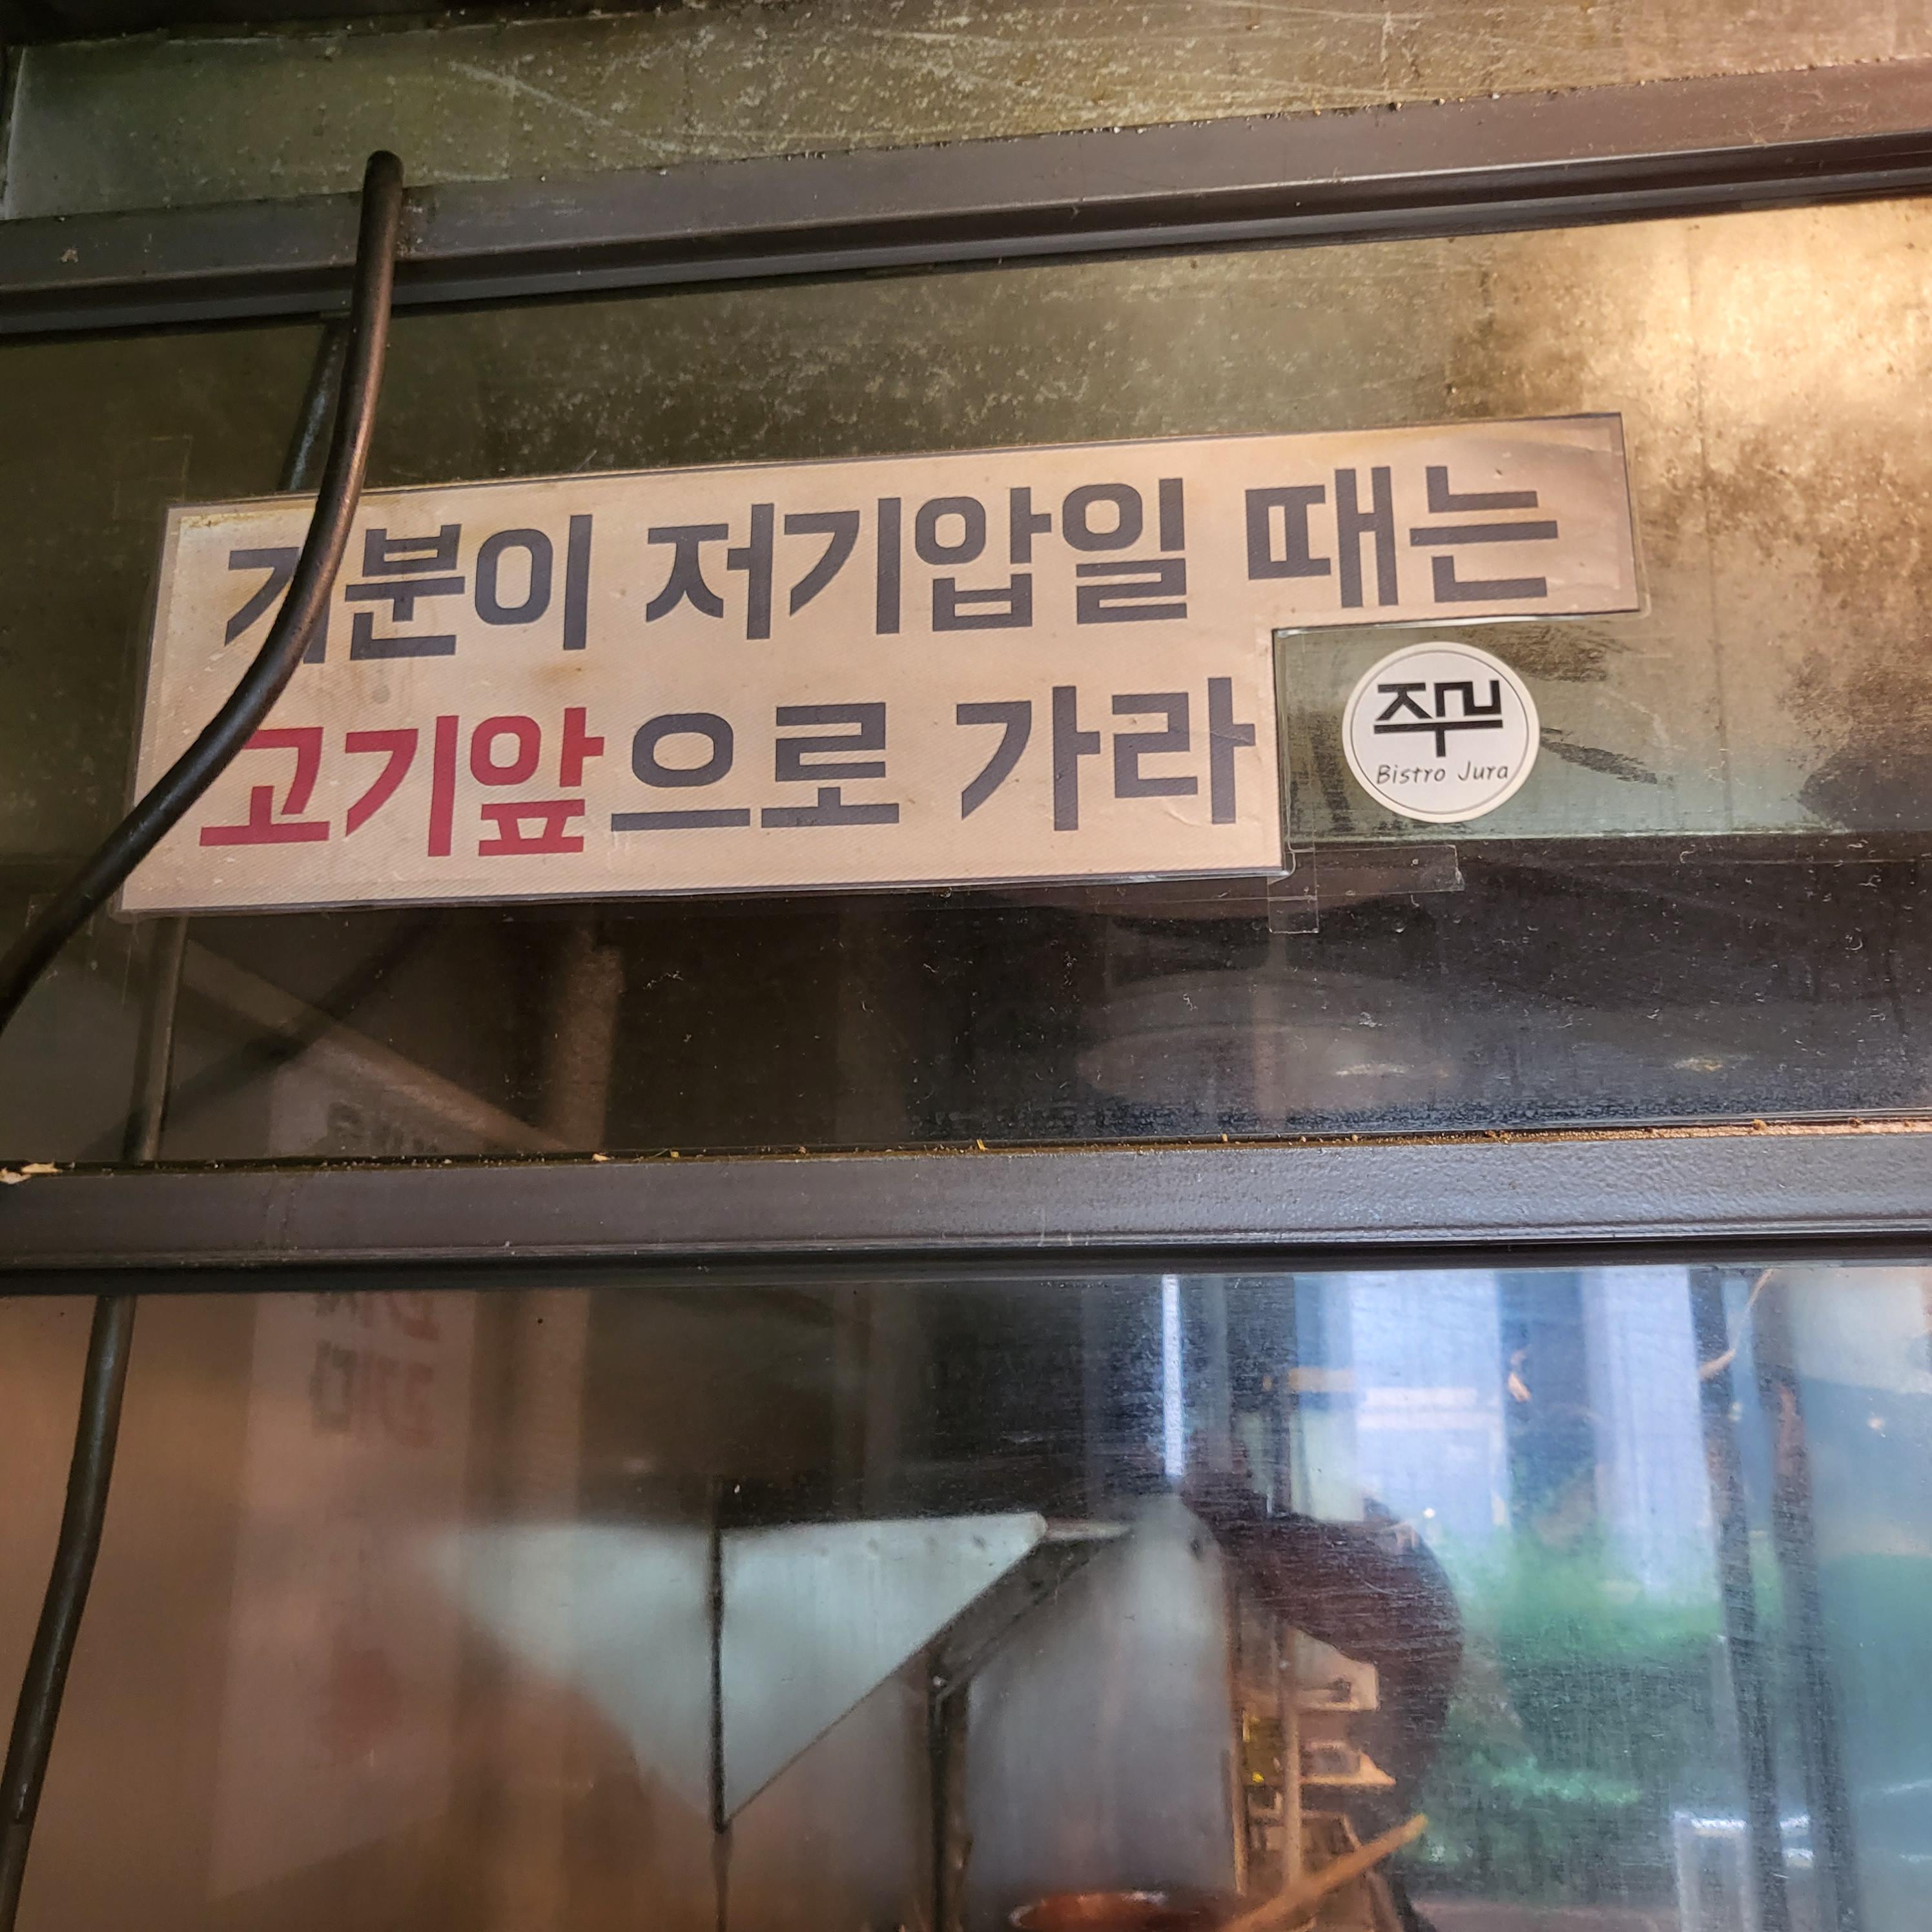 기분이 저기압일 때는
고기앞으로 가라
Bistro Jura